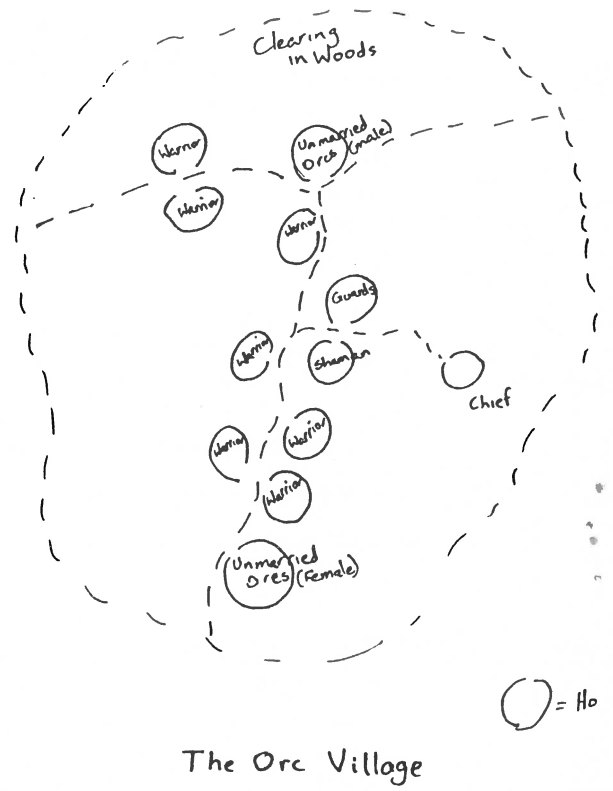 Clearing
in Woods
Warrior
Unmarried
Orcs (male)
Warrior
Warrior
Guards
Warrior
Shaman
Chief
Warrior
Warrior
Warrior
Unmarried
Orcs (Female)
= Ho
The Orc Village